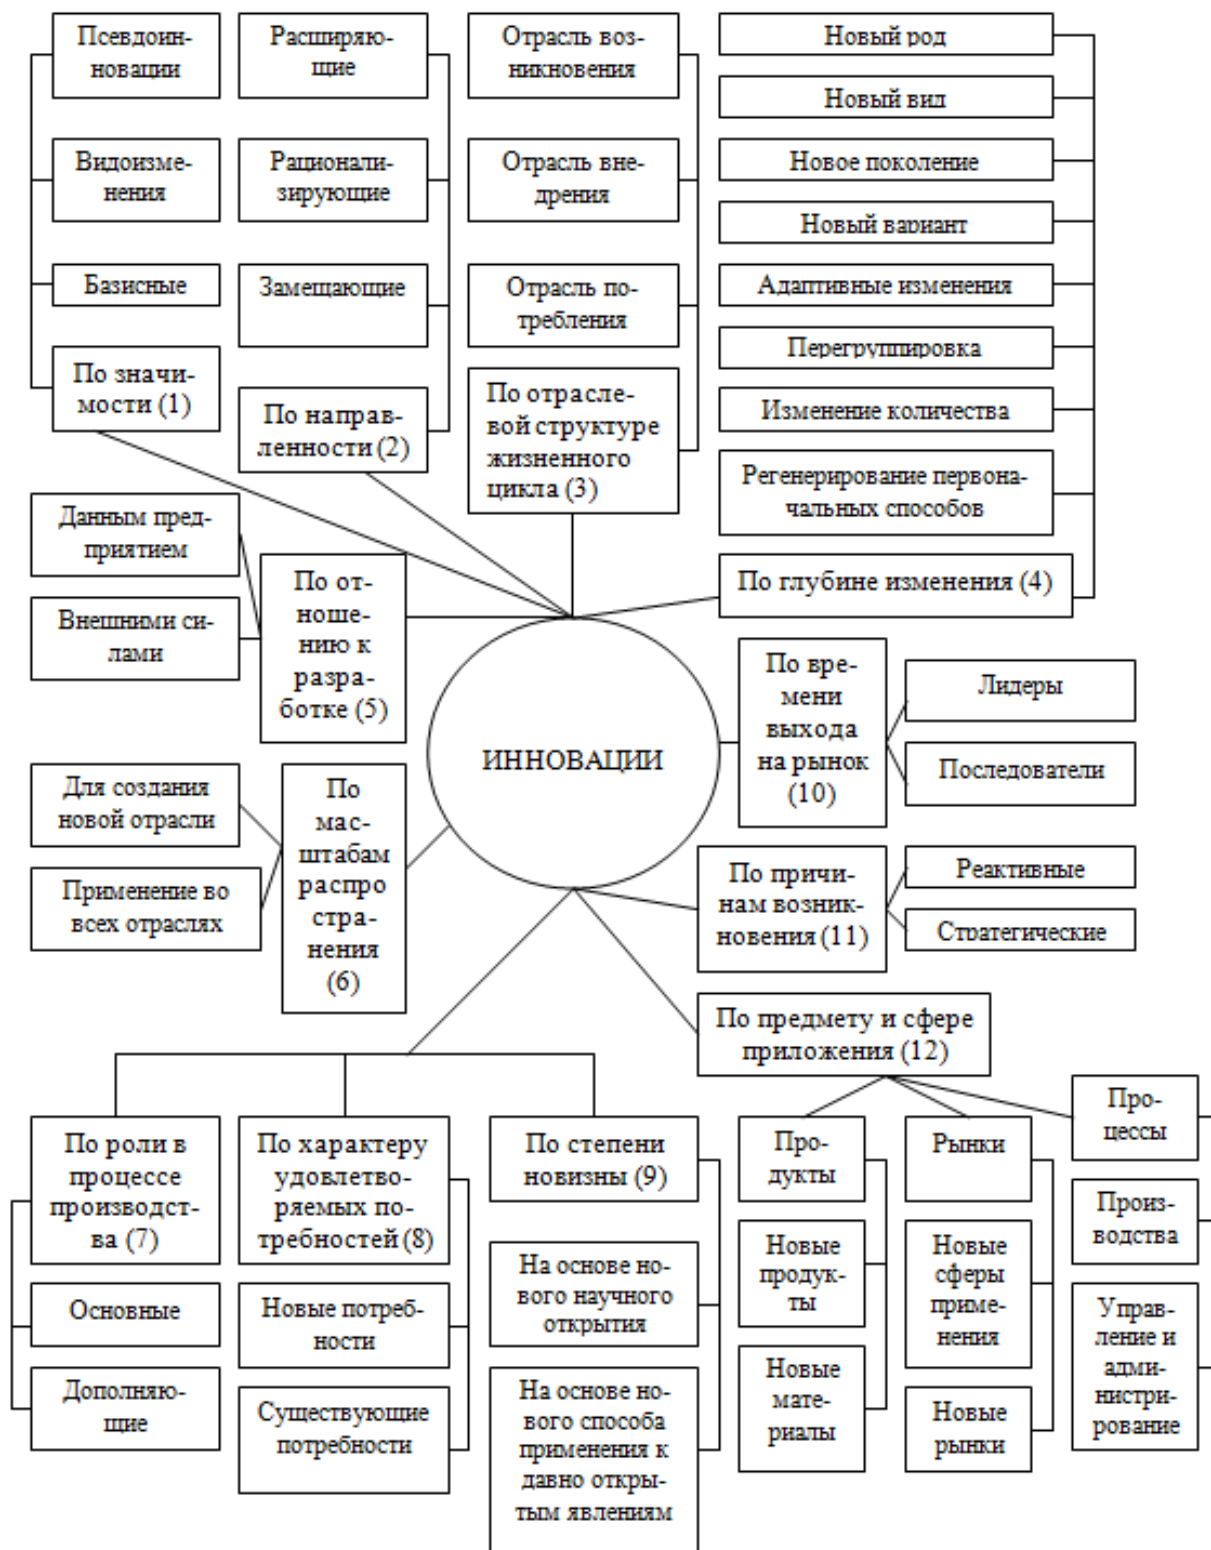 Псевдоин-
новации
Расширяю-
щие
Отрасль воз-
никновения
Новый род
Новый вид
Видоизме-
нения
Рационали-
зирующие
Отрасль вне-
дрения
Новое поколение
Новый вариант
Базисные
Замещающие
Отрасль по-
требления
Адаптивные изменения
Перегруппировка
По значи-
мости (1)
По направ-
ленности (2)
По отрасле-
вой структуре
жизненного
цикла (3)
Изменение количества
Регенерирование первона-
чальных способов
По глубине изменения (4)
Данным пред-
приятием
Внешними си-
лами
По от-
ноше-
нию к
разра-
ботке (5)
ИННОВАЦИИ
По вре-
мени
выхода
на рынок
(10)
Лидеры
Последователи
Для создания
новой отрасли
Применение во
всех отраслях
По
мас-
штабам
распро
стра-
нения
(6)
По причи-
нам возник-
новения (11)
Реактивные
Стратегические
По предмету и сфере
приложения (12)
По роли в
процессе
производст-
ва (7)
Основные
Дополняю-
щие
По характеру
удовлетво-
ряемых по-
требностей (8)
Новые потреб-
ности
Существующие
потребности
По степени
новизны (9)
На основе но-
вого научного
открытия
На основе но-
вого способа
применения к
давно откры-
тым явлениям
Про-
дукты
Новые
продук-
ты
Новые
мате-
риалы
Рынки
Новые
сферы
приме-
нения
Новые
рынки
Про-
цессы
Произ-
водства
Управ-
ление и
адми-
нистри-
рование